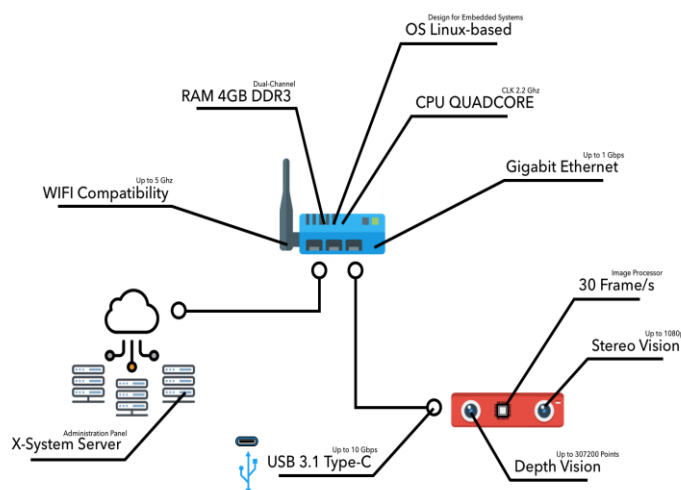 Design for Embedded Systems
OS Linux-based
Dual-Channel
RAM 4GB DDR3
CLK 2.2 Ghz
CPU QUADCORE
Up to 5 Ghz
WIFI Compatibility
Up to 1 Gbps
Gigabit Ethernet
Image Processor
30 Frame/s
Up to 1080p
Stereo Vision
Administration Panel
X-System Server
Up to 10 Gbps
USB 3.1 Type-C
Up to 307200 Points
Depth Vision